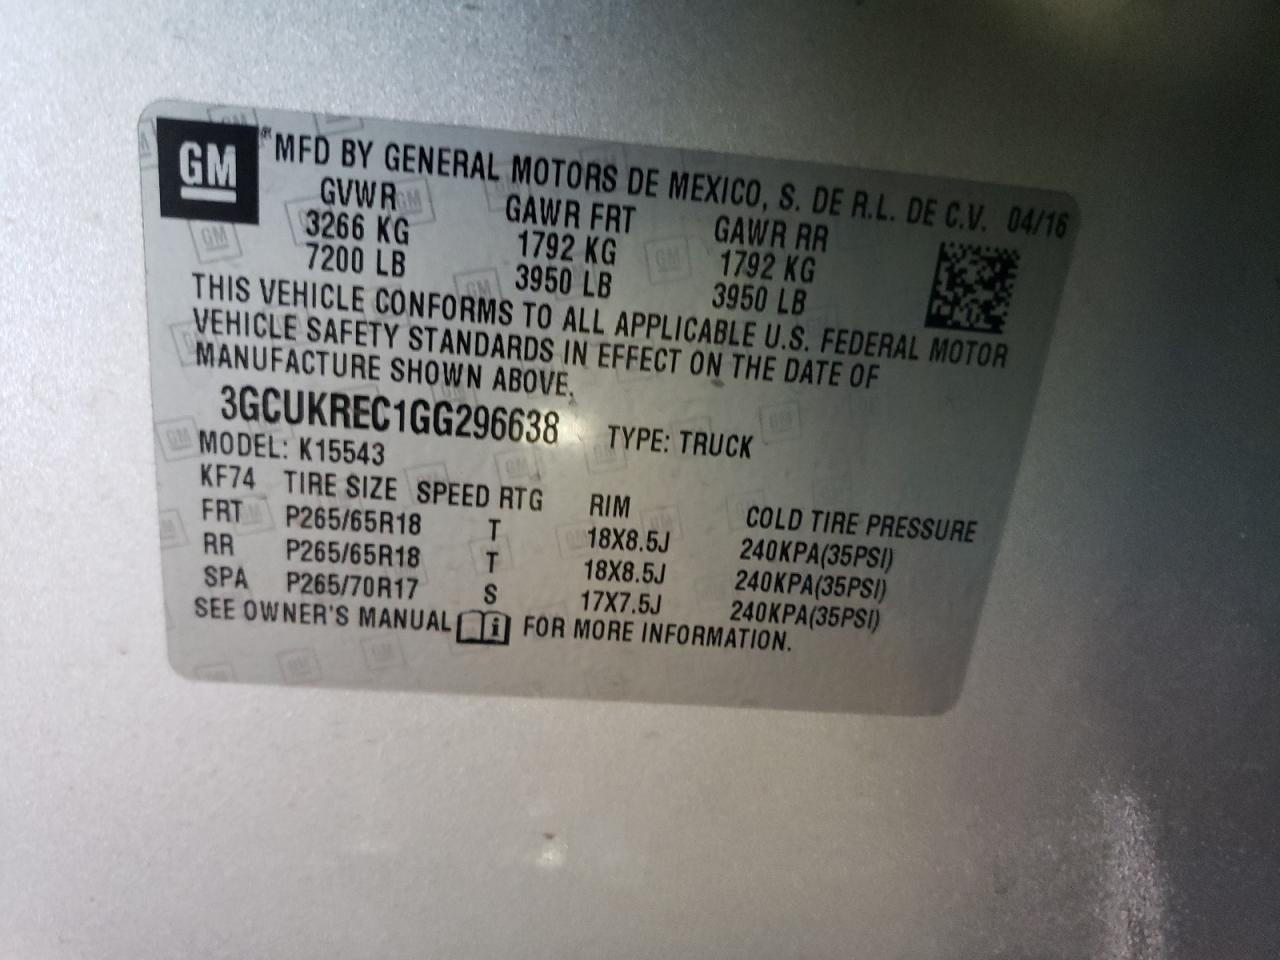 GM ® MFD BY GENERAL MOTORS DE MEXICO, S. DE R.L. DE C.V. 04/16
GVWR GAWR FRT GAWR RR
3266 KG 1792 KG 1792 KG
7200 LB 3950 LB 3950 LB
THIS VEHICLE CONFORMS TO ALL APPLICABLE U.S. FEDERAL MOTOR
VEHICLE SAFETY STANDARDS IN EFFECT ON THE DATE OF
MANUFACTURE SHOWN ABOVE.
3GCUKREC1GG296638 TYPE: TRUCK
MODEL: K15543
KF74 TIRE SIZE SPEED RTG RIM COLD TIRE PRESSURE
FRT P265/65R18 T 18X8.5J 240KPA(35PSI)
RR P265/65R18 T 18X8.5J 240KPA(35PSI)
SPA P265/70R17 S 17X7.5J 240KPA(35PSI)
SEE OWNER'S MANUAL i FOR MORE INFORMATION.